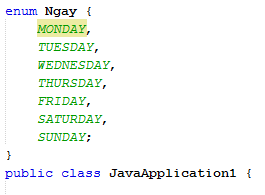 enum Ngay {
MONDAY,
TUESDAY,
WEDNESDAY,
THURSDAY,
FRIDAY,
SATURDAY,
SUNDAY;
}
public class JavaApplication1 {